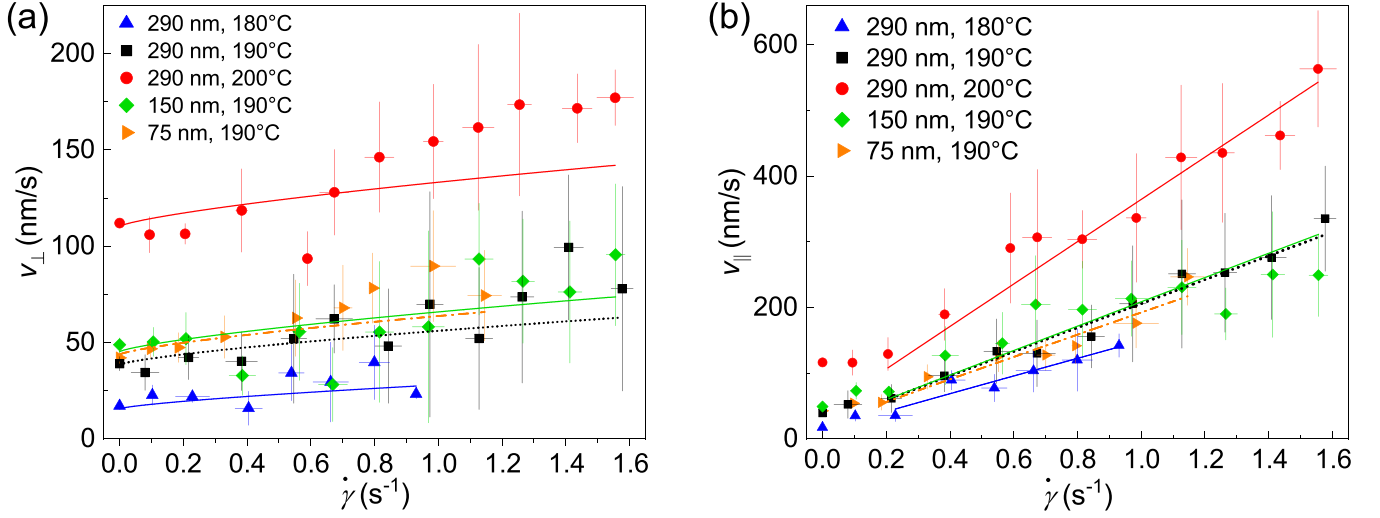 (a)
290 nm, 180°C
290 nm, 190°C
290 nm, 200°C
150 nm, 190°C
75 nm, 190°C
200
150
100
50
0
v⊥ (nm/s)
0.0 0.2 0.4 0.6 0.8 1.0 1.2 1.4 1.6
γ̇ (s⁻¹)
(b)
290 nm, 180°C
290 nm, 190°C
290 nm, 200°C
150 nm, 190°C
75 nm, 190°C
600
400
200
0
v∥ (nm/s)
0.0 0.2 0.4 0.6 0.8 1.0 1.2 1.4 1.6
γ̇ (s⁻¹)